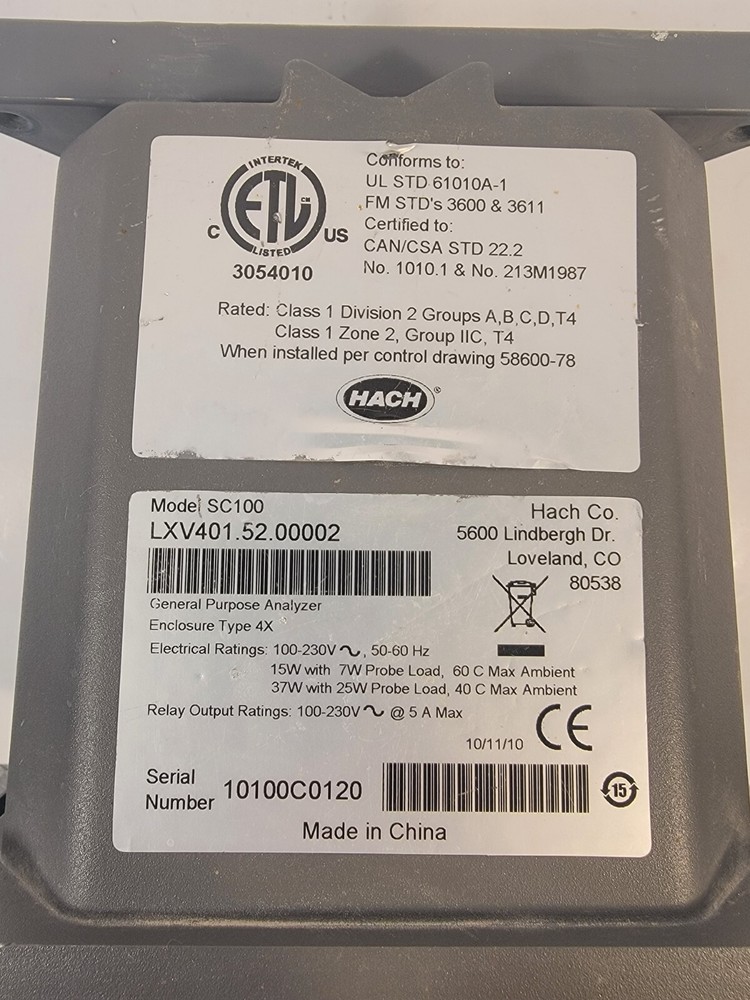 INTERTEK
ETL CM
C US
LISTED
3054010
Conforms to:
UL STD 61010A-1
FM STD's 3600 & 3611
Certified to:
CAN/CSA STD 22.2
No. 1010.1 & No. 213M1987
Rated: Class 1 Division 2 Groups A,B,C,D,T4
Class 1 Zone 2, Group IIC, T4
When installed per control drawing 58600-78
HACH®
Model SC100
LXV401.52.00002
Hach Co.
5600 Lindbergh Dr.
Loveland, CO
80538
General Purpose Analyzer
Enclosure Type 4X
Electrical Ratings: 100-230V ∿, 50-60 Hz
15W with 7W Probe Load, 60 C Max Ambient
37W with 25W Probe Load, 40 C Max Ambient
Relay Output Ratings: 100-230V ∿ @ 5 A Max
10/11/10 CE
Serial Number 10100C0120
15
Made in China